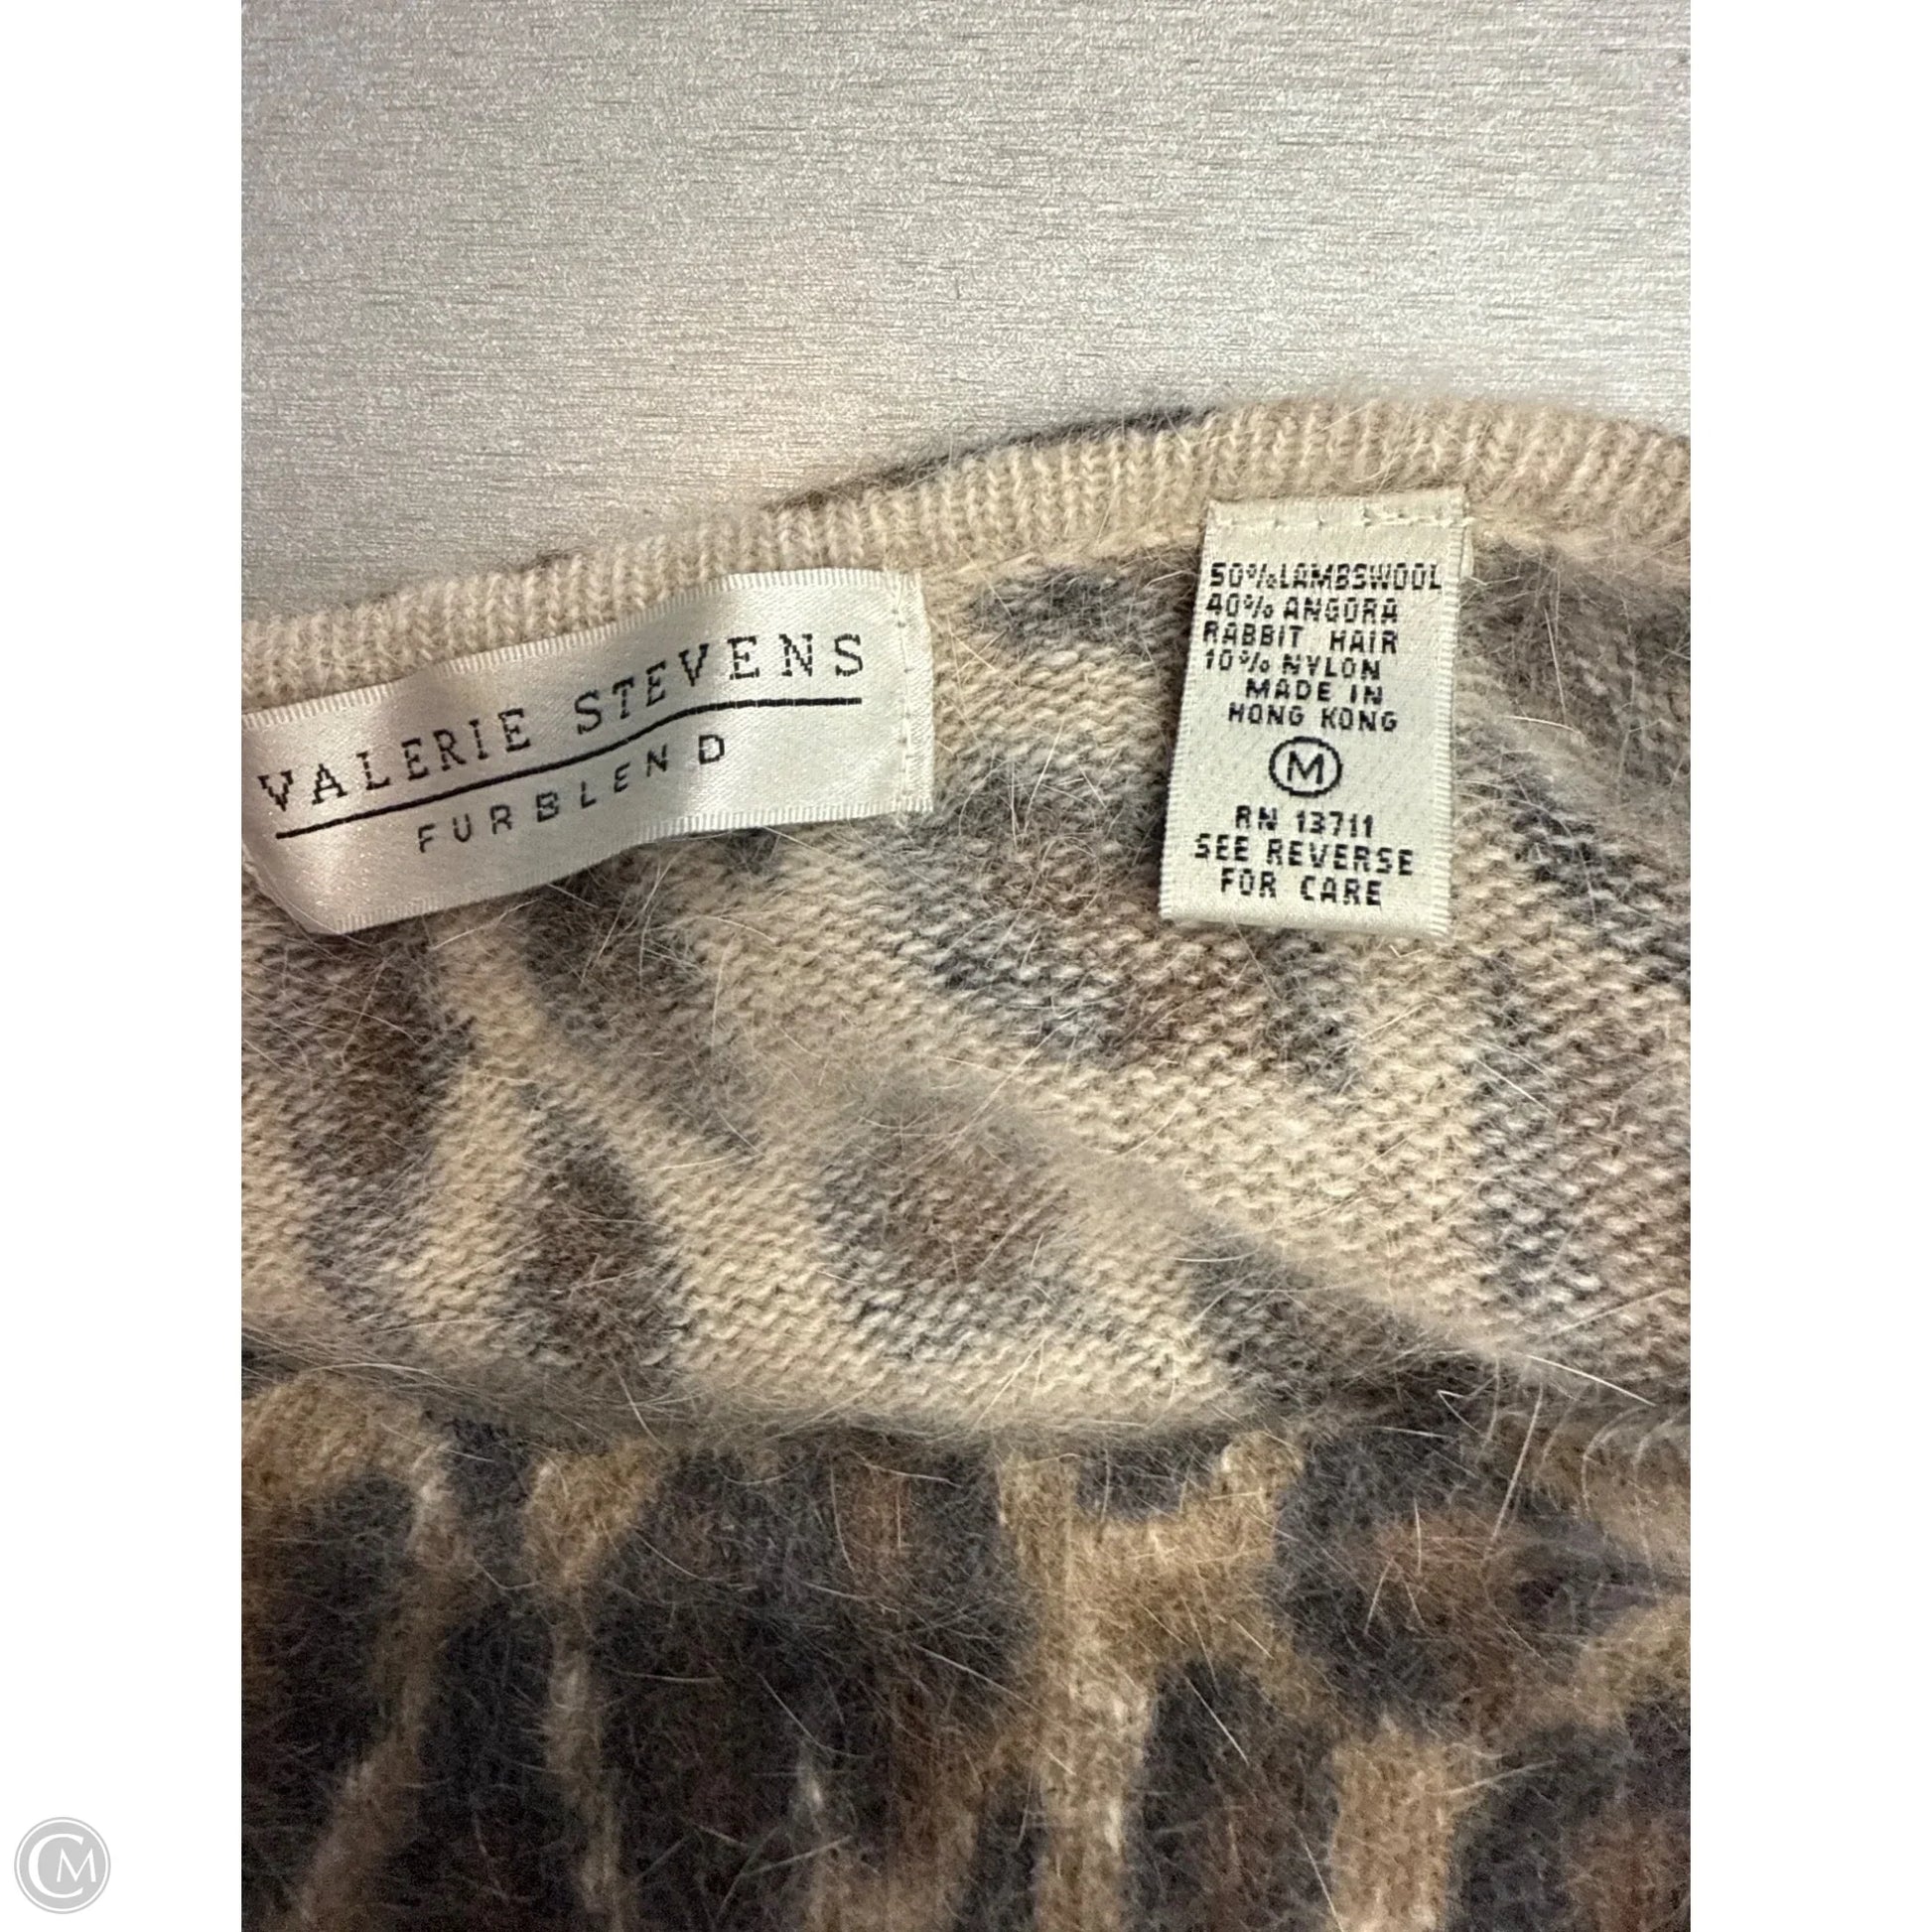 VALERIE STEVENS
FURBLEND
50% LAMBSWOOL
40% ANGORA
RABBIT HAIR
10% NYLON
MADE IN
HONG KONG
M
RN 13711
SEE REVERSE
FOR CARE
CM